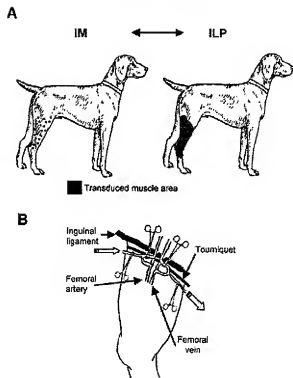 A
IM
ILP
Transduced muscle area
B
Inguinal
ligament
Tourniquet
Femoral
artery
Femoral
vein